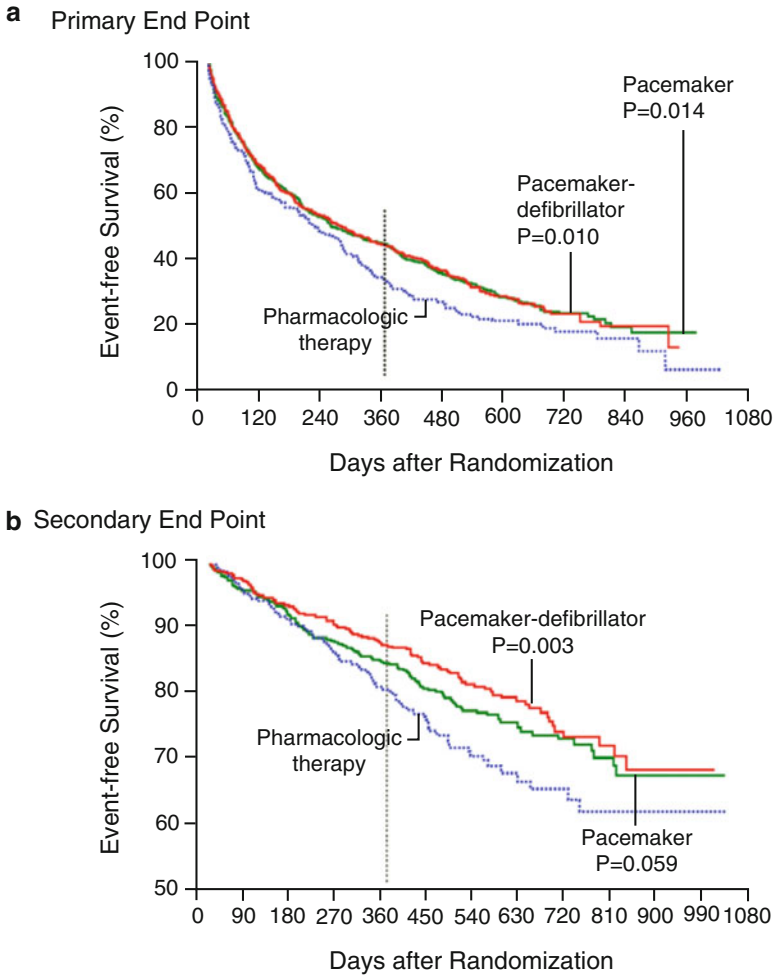 a Primary End Point
Event-free Survival (%)
100
80
60
40
20
0
Pacemaker
P=0.014
Pacemaker-
defibrillator
P=0.010
Pharmacologic
therapy
0 120 240 360 480 600 720 840 960 1080
Days after Randomization
b Secondary End Point
Event-free Survival (%)
100
90
80
70
60
50
Pacemaker-defibrillator
P=0.003
Pharmacologic
therapy
Pacemaker
P=0.059
0 90 180 270 360 450 540 630 720 810 900 990 1080
Days after Randomization